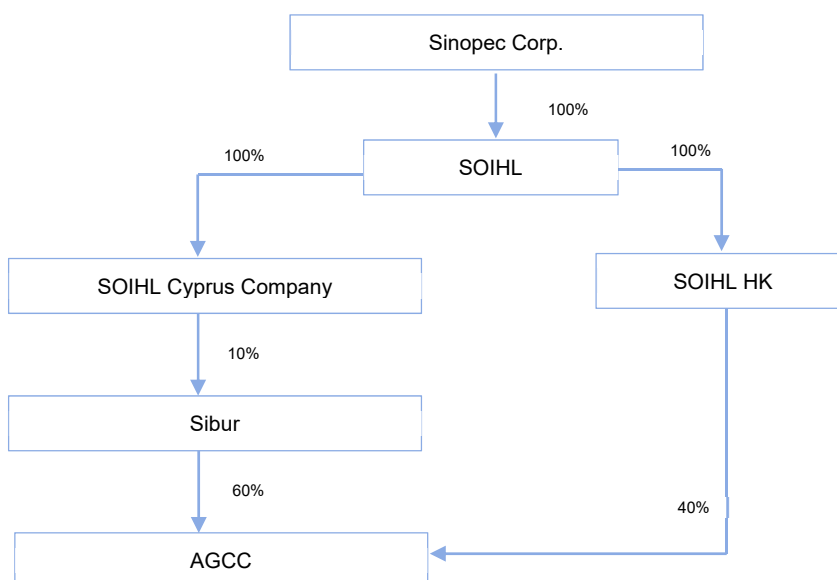 Sinopec Corp.
100%
100%
SOIHL
100%
SOIHL Cyprus Company
SOIHL HK
10%
Sibur
60%
40%
AGCC